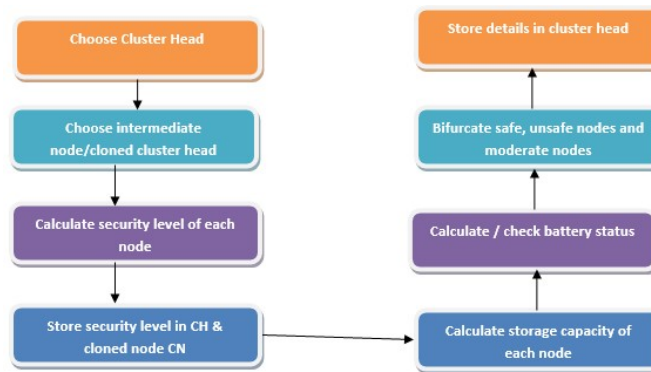 Choose Cluster Head
Choose intermediate
node/cloned cluster head
Calculate security level of each
node
Store security level in CH &
cloned node CN
Calculate storage capacity of
each node
Calculate / check battery status
Bifurcate safe, unsafe nodes and
moderate nodes
Store details in cluster head